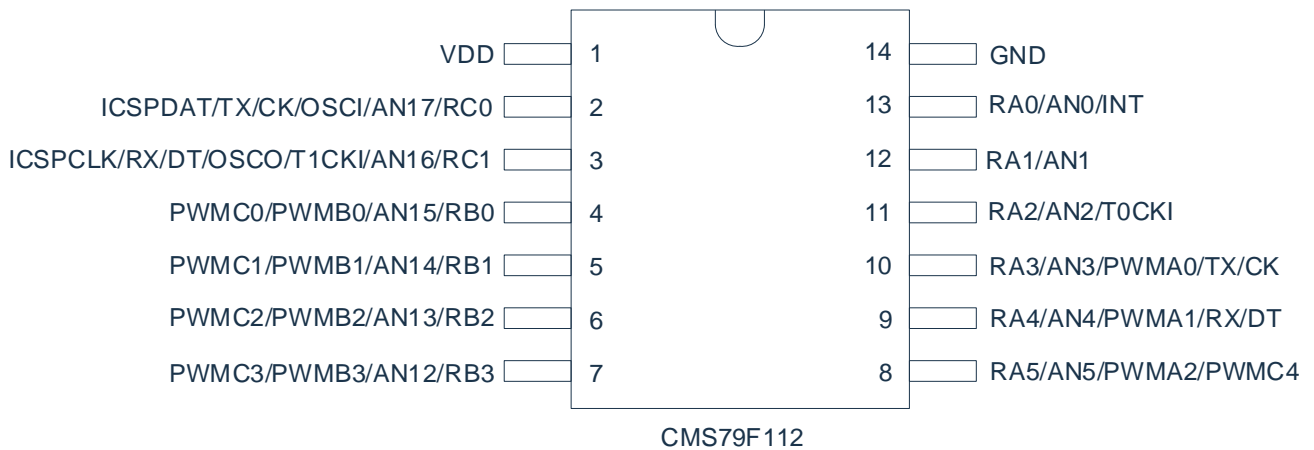 VDD 1 14 GND
ICSPDAT/TX/CK/OSCI/AN17/RC0 2 13 RA0/AN0/INT
ICSPCLK/RX/DT/OSCO/T1CKI/AN16/RC1 3 12 RA1/AN1
PWMC0/PWMB0/AN15/RB0 4 11 RA2/AN2/T0CKI
PWMC1/PWMB1/AN14/RB1 5 10 RA3/AN3/PWMA0/TX/CK
PWMC2/PWMB2/AN13/RB2 6 9 RA4/AN4/PWMA1/RX/DT
PWMC3/PWMB3/AN12/RB3 7 8 RA5/AN5/PWMA2/PWMC4
CMS79F112